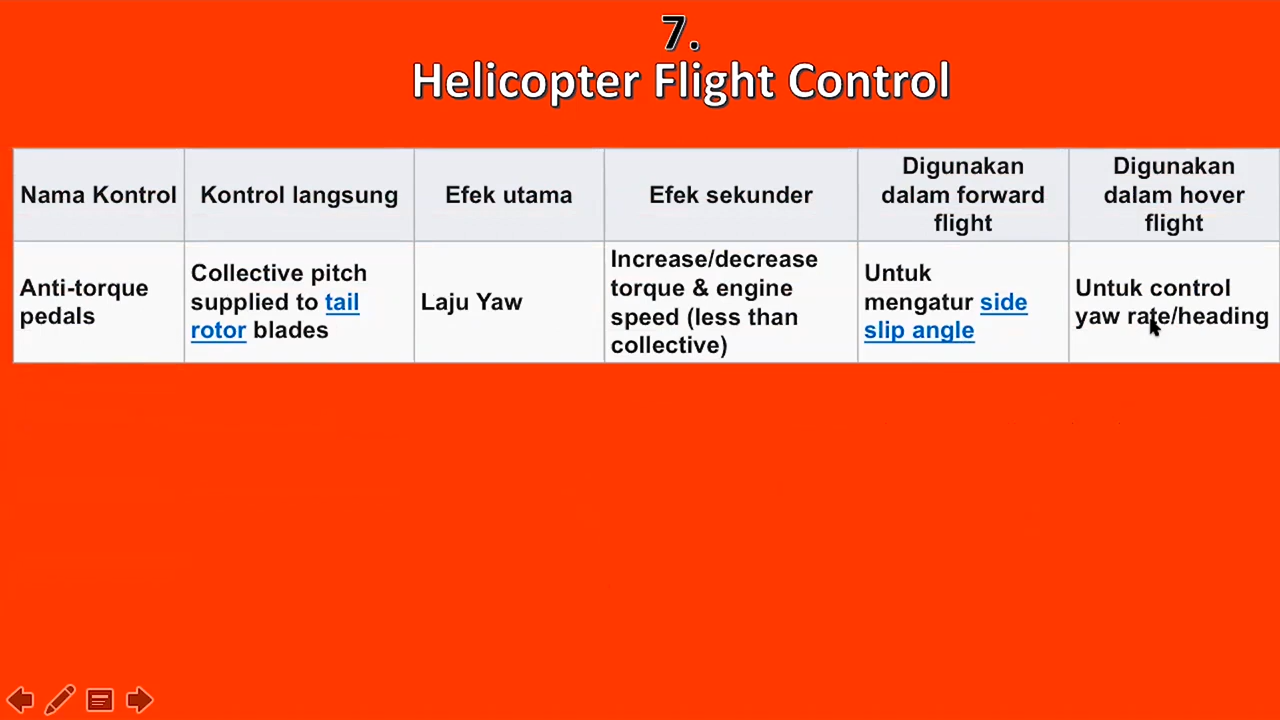 7.
Helicopter Flight Control
Nama Kontrol
Kontrol langsung
Efek utama
Efek sekunder
Digunakan
dalam forward
flight
Digunakan
dalam hover
flight
Anti-torque
pedals
Collective pitch
supplied to tail
rotor blades
Laju Yaw
Increase/decrease
torque & engine
speed (less than
collective)
Untuk
mengatur side
slip angle
Untuk control
yaw rate/heading